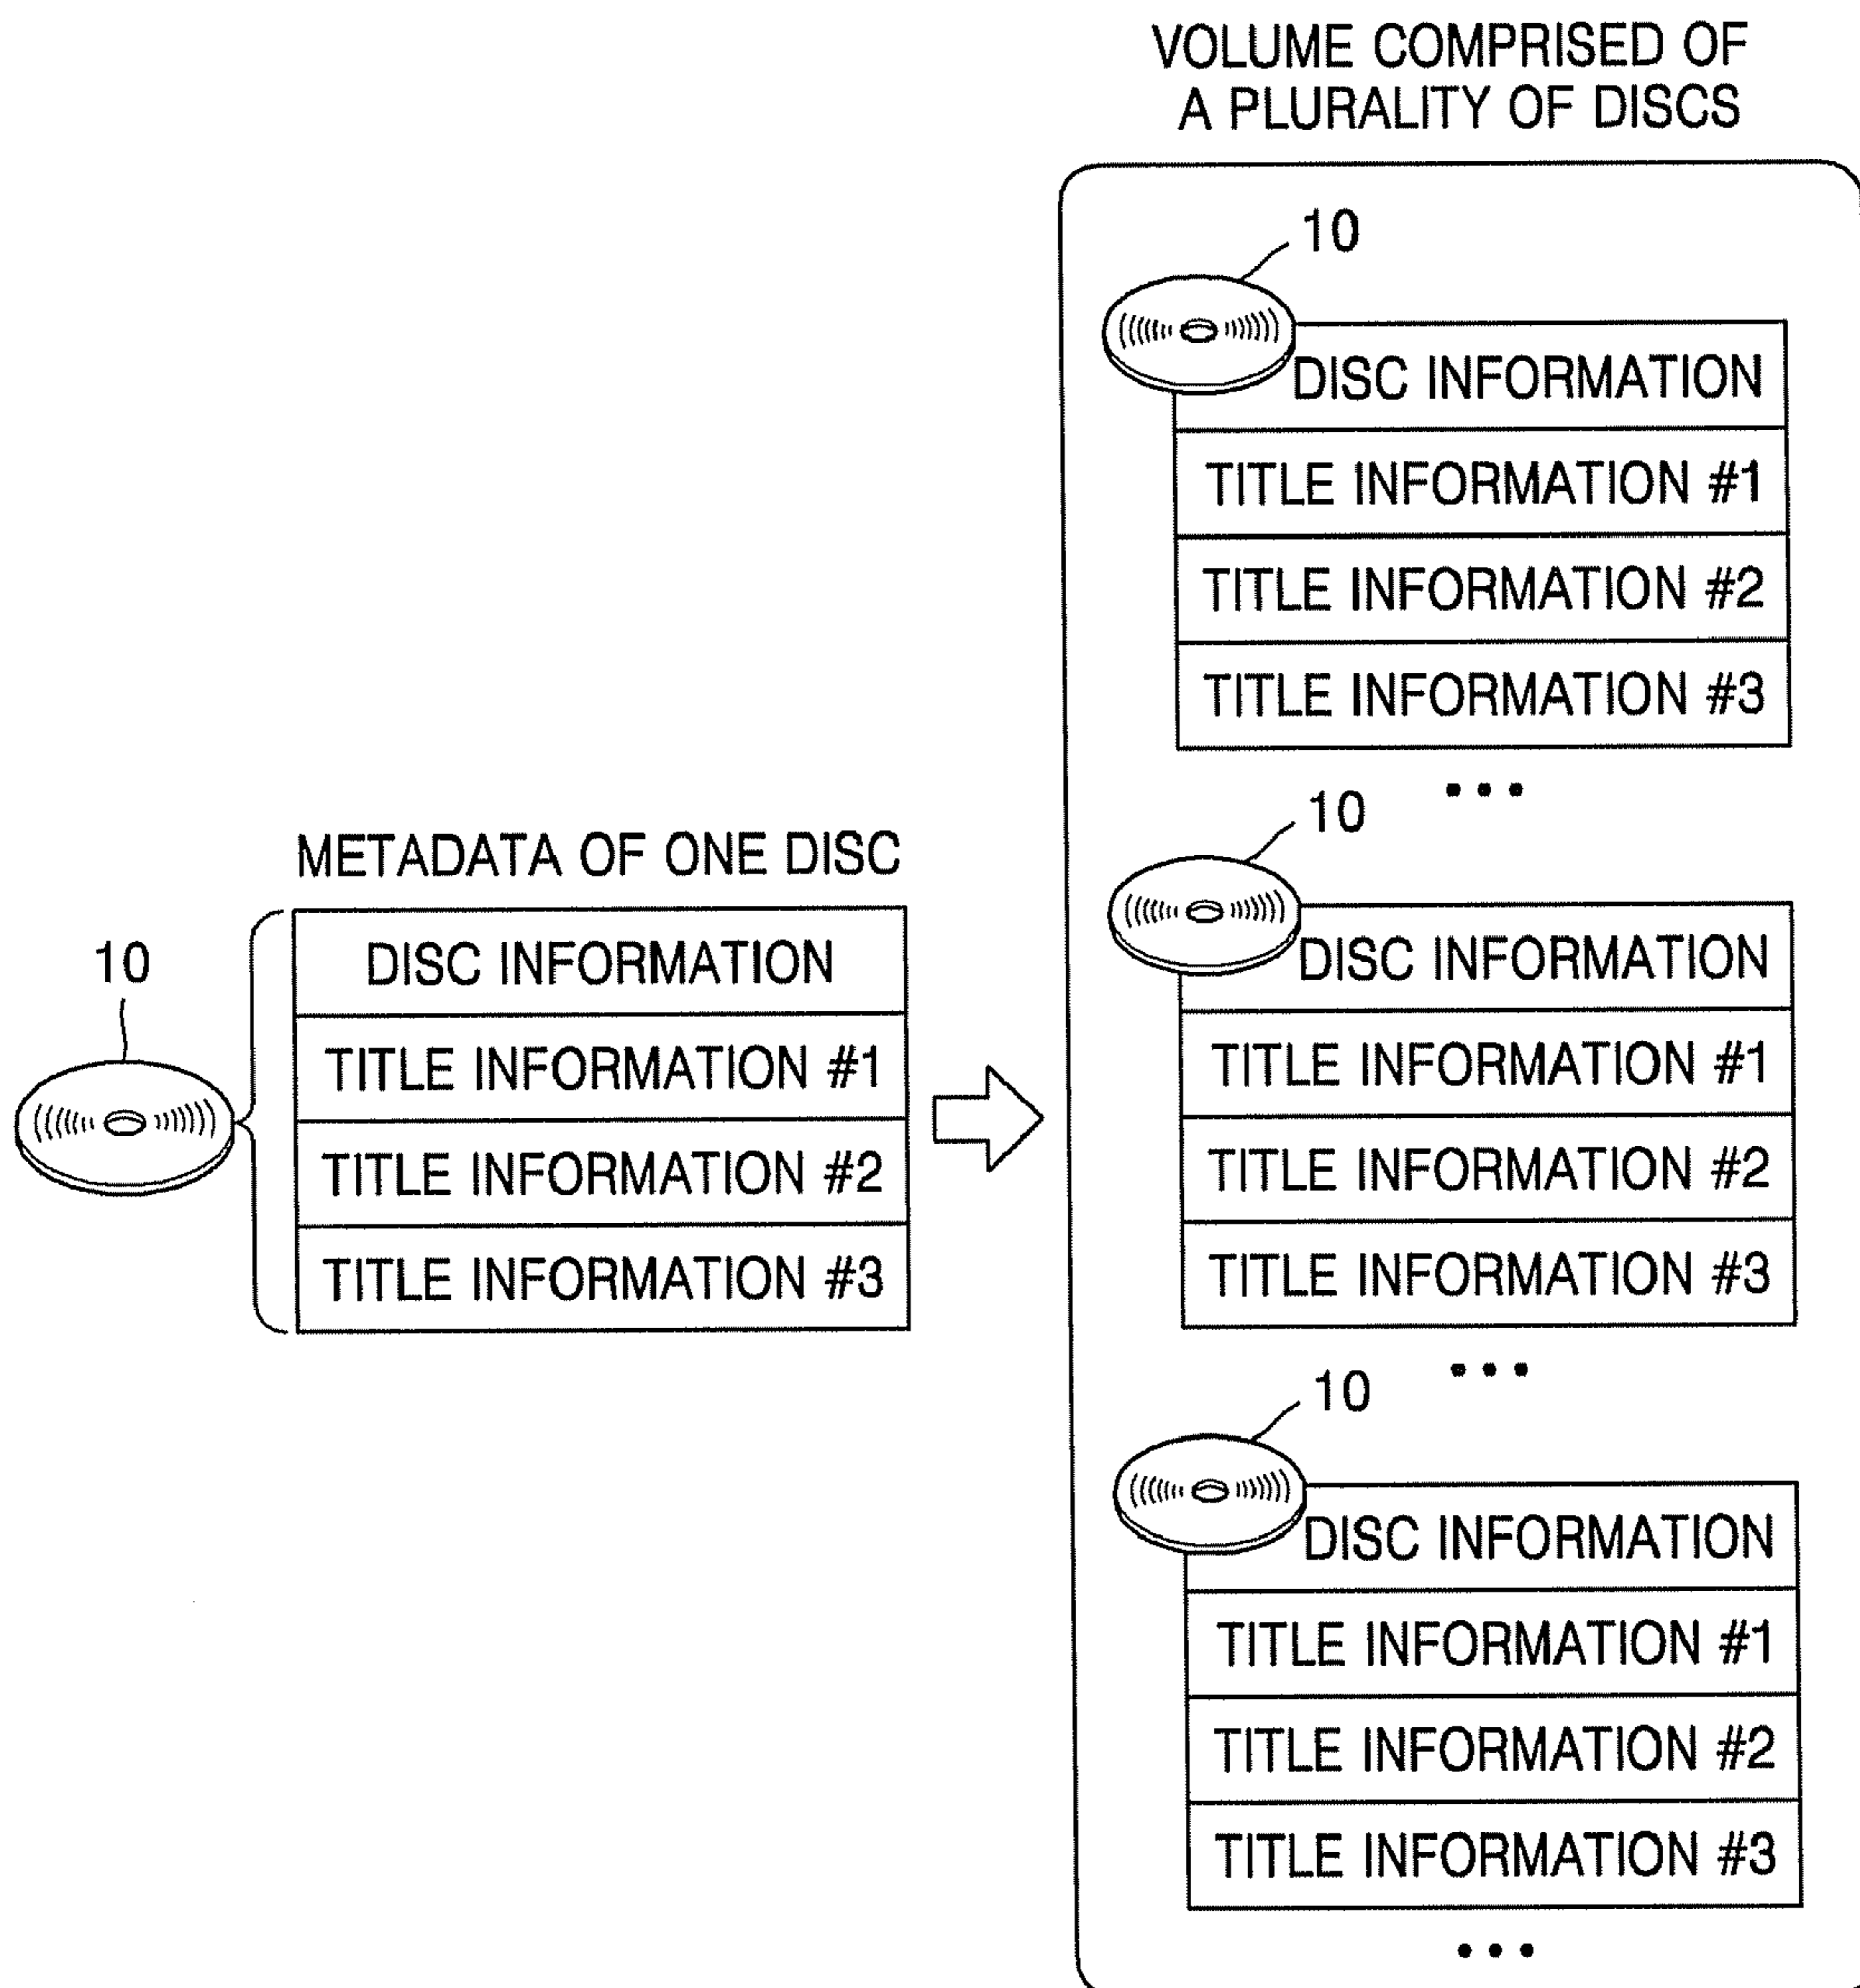 VOLUME COMPRISED OF
A PLURALITY OF DISCS
10
DISC INFORMATION
TITLE INFORMATION #1
TITLE INFORMATION #2
TITLE INFORMATION #3
...
METADATA OF ONE DISC
10
DISC INFORMATION
TITLE INFORMATION #1
TITLE INFORMATION #2
TITLE INFORMATION #3
10
DISC INFORMATION
TITLE INFORMATION #1
TITLE INFORMATION #2
TITLE INFORMATION #3
...
10
DISC INFORMATION
TITLE INFORMATION #1
TITLE INFORMATION #2
TITLE INFORMATION #3
...